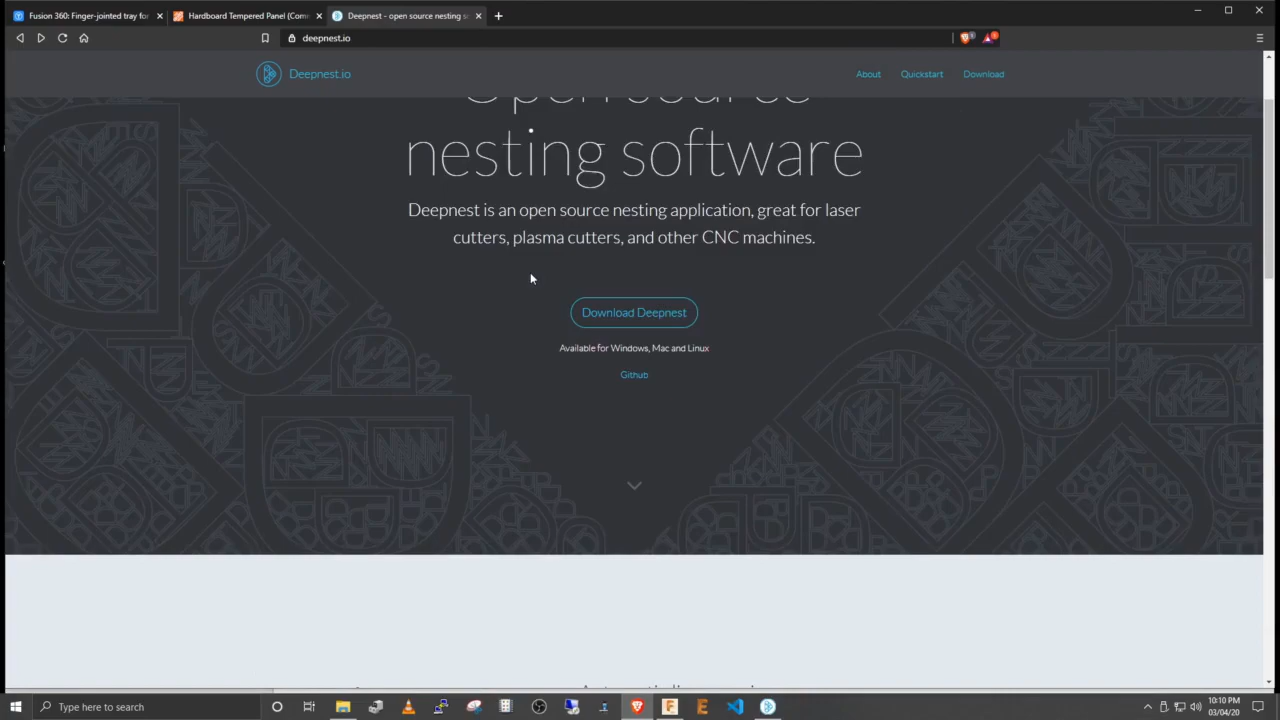 Fusion 360: Finger-jointed tray for
Hardboard Tempered Panel (Com
Deepnest - open source nesting so
deepnest.io
Deepnest.io
About
Quickstart
Download
Open source
nesting software
Deepnest is an open source nesting application, great for laser
cutters, plasma cutters, and other CNC machines.
Download Deepnest
Available for Windows, Mac and Linux
Github
Type here to search
10:10 PM
03/04/20